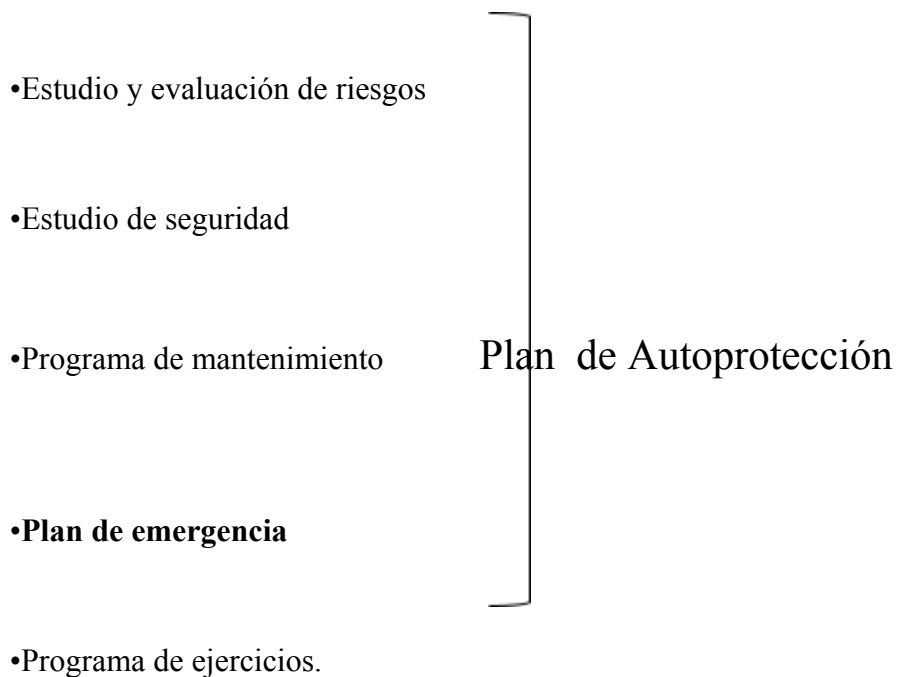 •Estudio y evaluación de riesgos
•Estudio de seguridad
•Programa de mantenimiento
Plan de Autoprotección
•Plan de emergencia
•Programa de ejercicios.